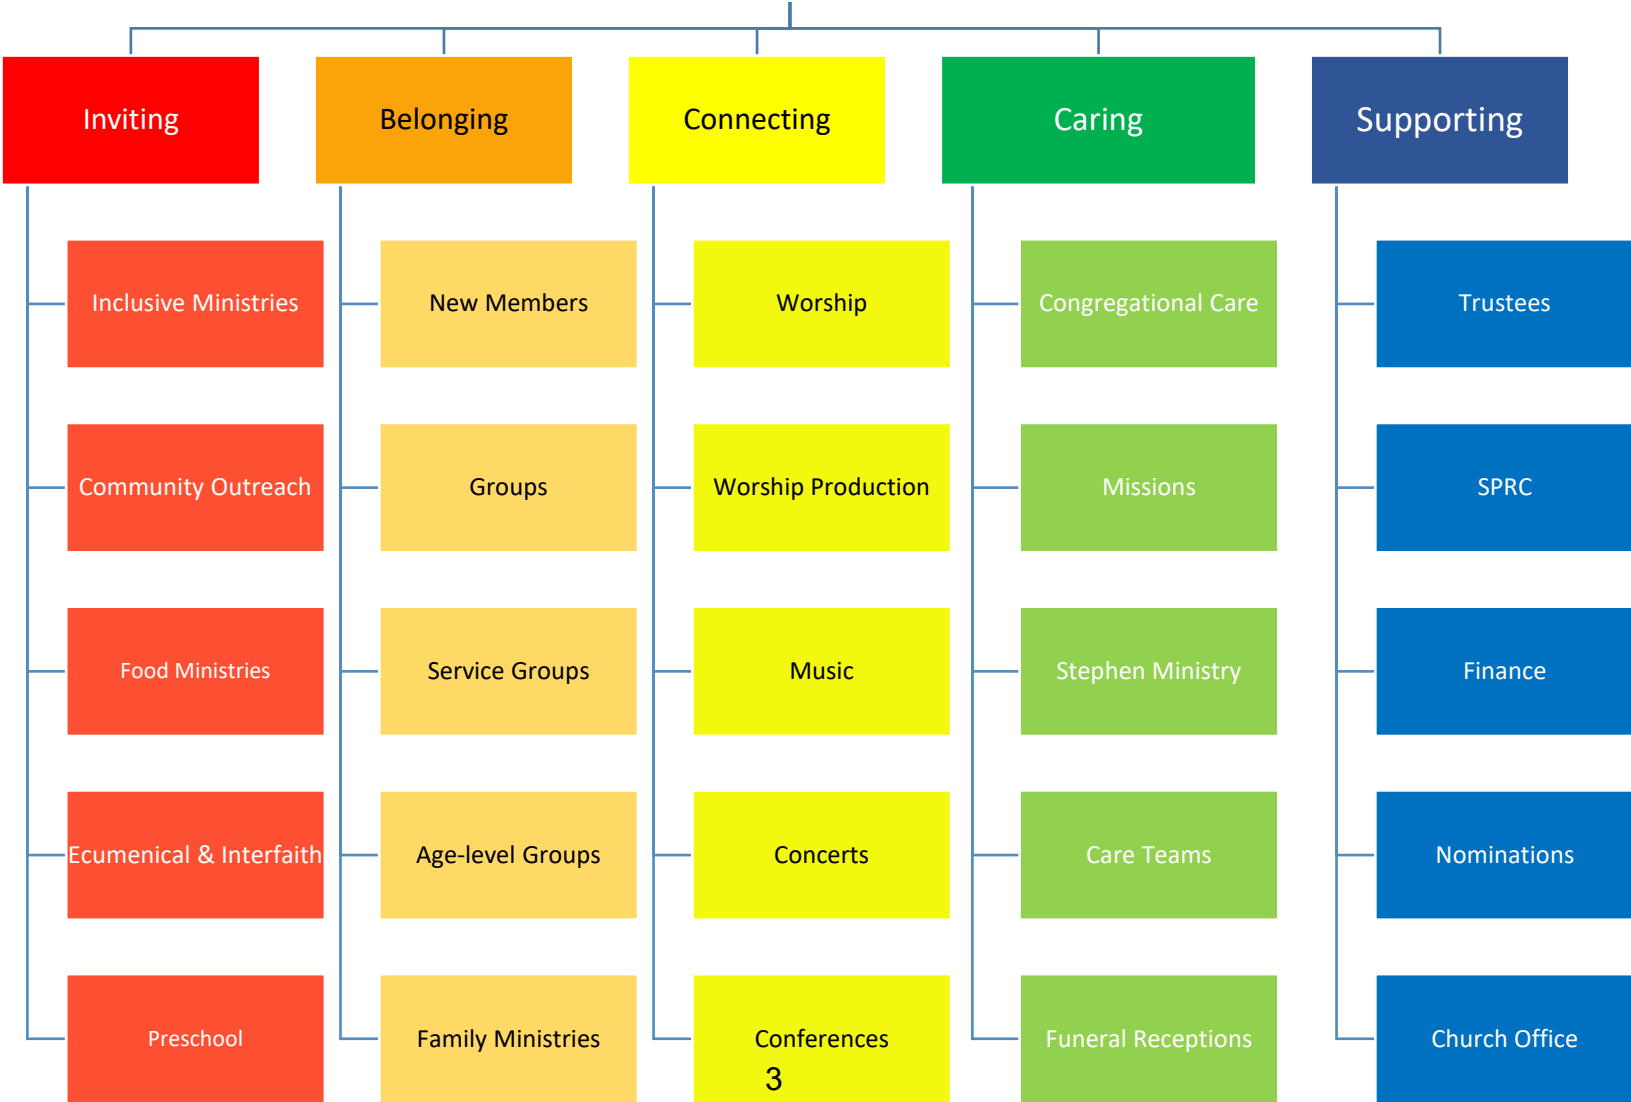 Inviting
Belonging
Connecting
Caring
Supporting
Inclusive Ministries
New Members
Worship
Congregational Care
Trustees
Community Outreach
Groups
Worship Production
Missions
SPRC
Food Ministries
Service Groups
Music
Stephen Ministry
Finance
Ecumenical & Interfaith
Age-level Groups
Concerts
Care Teams
Nominations
Preschool
Family Ministries
Conferences
Funeral Receptions
Church Office
3